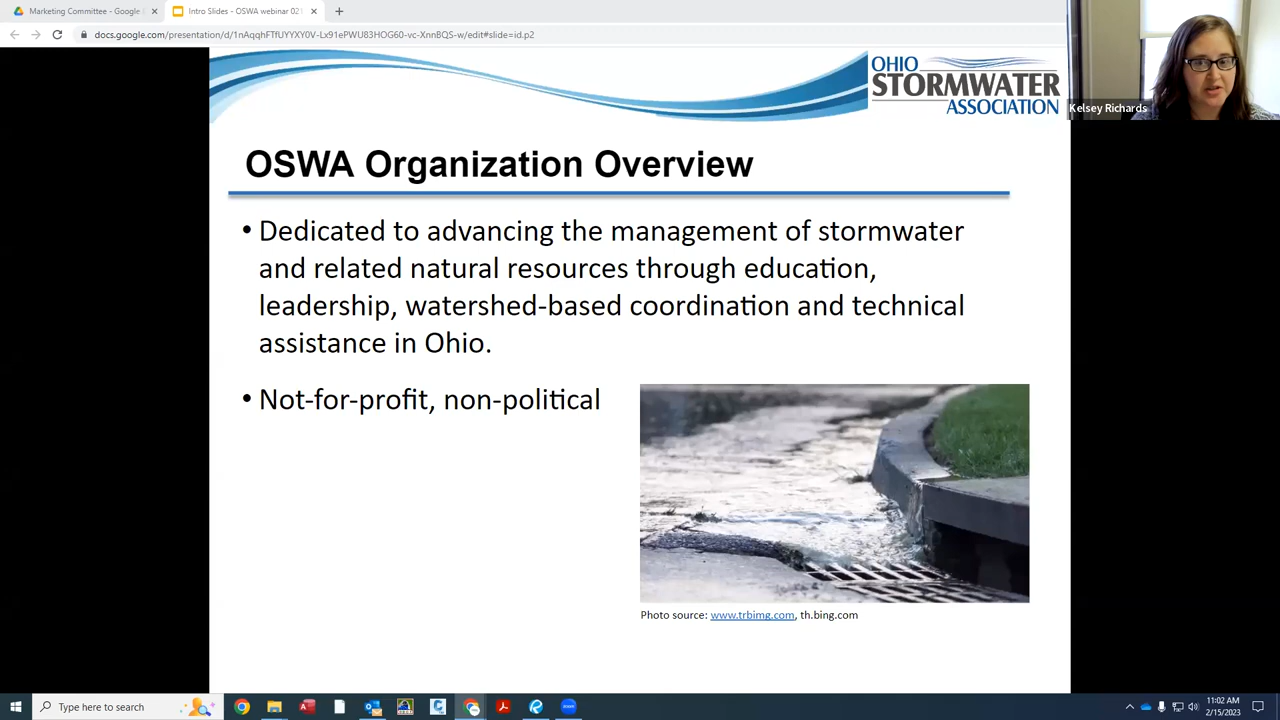 Marketing Committee - Google
Intro Slides - OSWA webinar 021
docs.google.com/presentation/d/1nAqqhFTfUYYXY0V-Lx91ePWU83HOG60-vc-XnnBQS-w/edit#slide=id.p2
OHIO
STORMWATER
ASSOCIATION
Kelsey Richards
OSWA Organization Overview
• Dedicated to advancing the management of stormwater
and related natural resources through education,
leadership, watershed-based coordination and technical
assistance in Ohio.
• Not-for-profit, non-political
Photo source: www.trbimg.com, th.bing.com
Type here to search
11:02 AM
2/15/2023